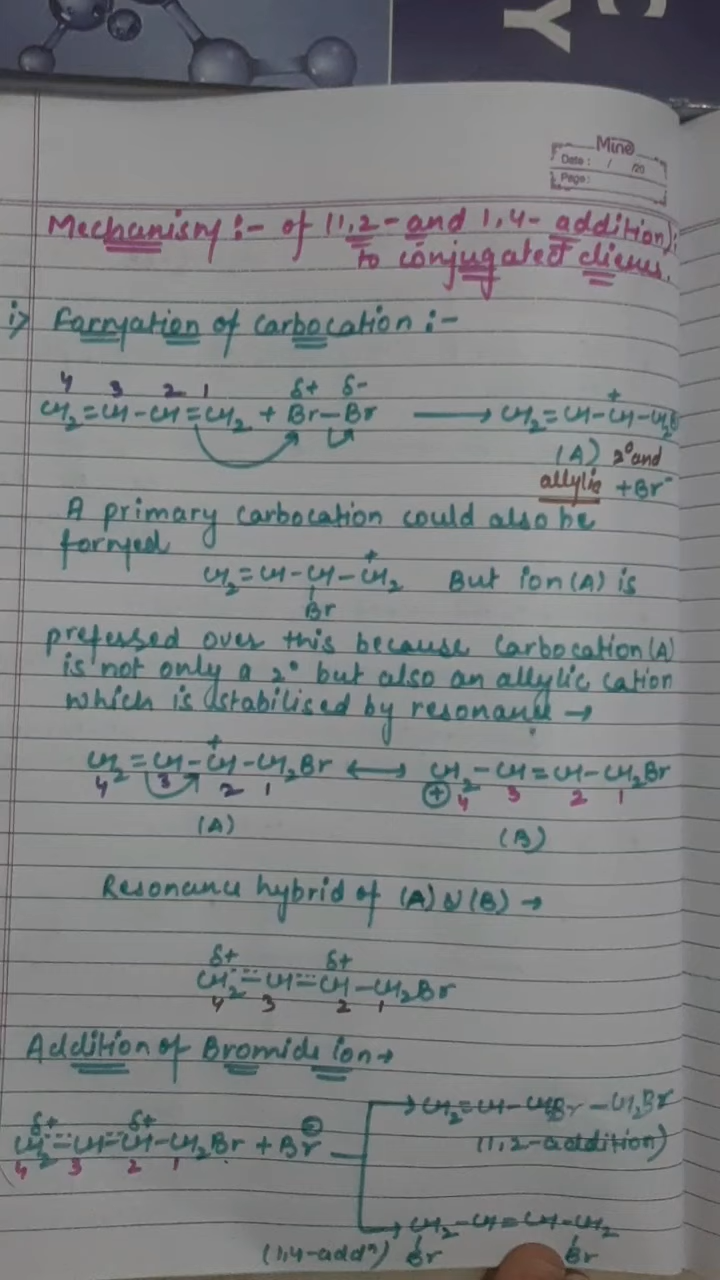 CY
Mine
Date : / /20
Page:
Mechanism :- of (1,2- and 1,4- addition):
to conjugated dienes.
i> Formation of Carbocation :-
4 3 2 1 δ+ δ-
CH₂=CH-CH=CH₂ + Br-Br ⟶ CH₂=CH-C⁺H-CH₂B
(A) 2° and
allylic + Br⁻
A primary carbocation could also be
formed
CH₂=CH-CH-C⁺H₂ But ion (A) is
Br
preferred over this because Carbocation (A)
is not only a 2° but also an allylic cation
which is stabilised by resonance →
CH₂=CH-C⁺H-CH₂Br ⟷ CH₂-CH=CH-CH₂Br
4 3 2 1 ⊕ 4 3 2 1
(A) (B)
Resonance hybrid of (A) & (B) →
δ+ δ+
CH₂┄CH┄CH-CH₂Br
4 3 2 1
Addition of Bromide ion →
CH₂=CH-CHBr-CH₂Br
δ+ δ+ ⊖
CH₂┄CH┄CH-CH₂Br + Br
4 3 2 1
(1,2-addition)
CH₂-CH=CH-CH₂
(1,4-addⁿ) Br Br